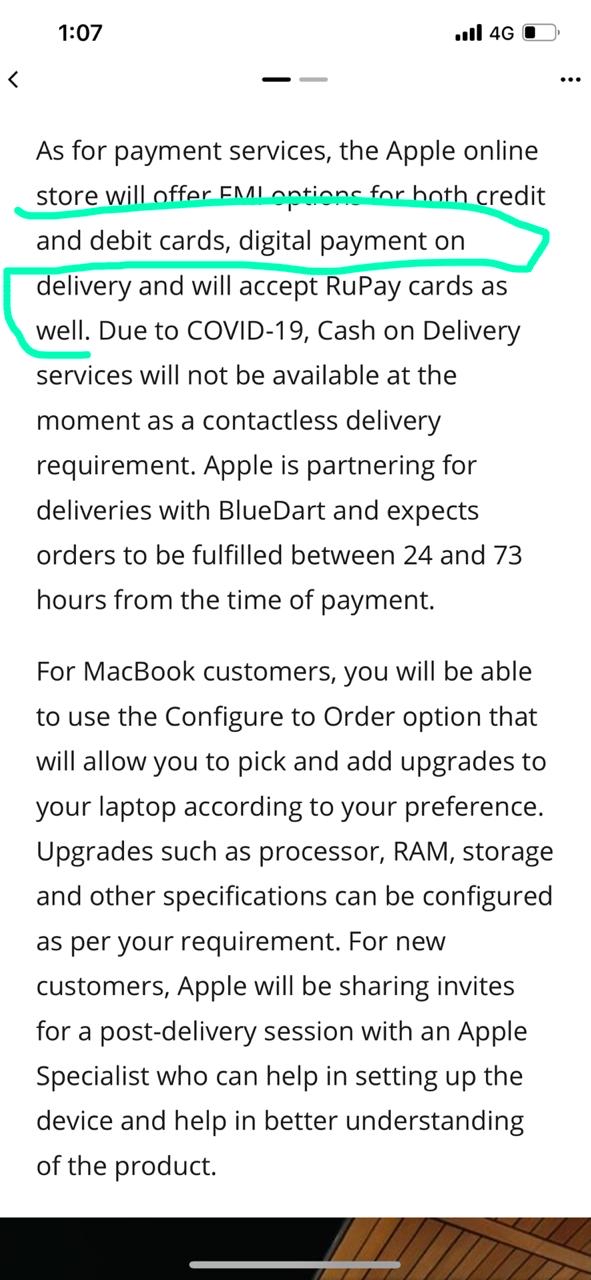 1:07
4G
As for payment services, the Apple online
store will offer EMI options for both credit
and debit cards, digital payment on
delivery and will accept RuPay cards as
well. Due to COVID-19, Cash on Delivery
services will not be available at the
moment as a contactless delivery
requirement. Apple is partnering for
deliveries with BlueDart and expects
orders to be fulfilled between 24 and 73
hours from the time of payment.
For MacBook customers, you will be able
to use the Configure to Order option that
will allow you to pick and add upgrades to
your laptop according to your preference.
Upgrades such as processor, RAM, storage
and other specifications can be configured
as per your requirement. For new
customers, Apple will be sharing invites
for a post-delivery session with an Apple
Specialist who can help in setting up the
device and help in better understanding
of the product.